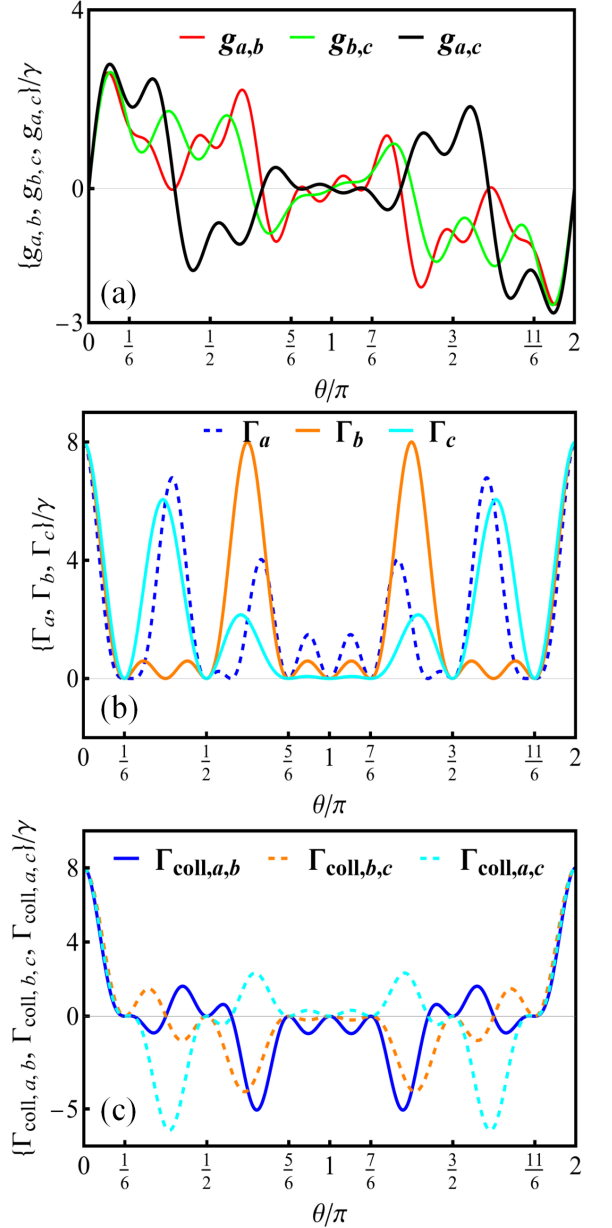 4
g_{a,b} g_{b,c} g_{a,c}
{g_{a,b}, g_{b,c}, g_{a,c}}/γ
0
(a)
−3
0 1/6 1/2 5/6 1 7/6 3/2 11/6 2
θ/π
8
Γ_a Γ_b Γ_c
{Γ_a, Γ_b, Γ_c}/γ
4
0
(b)
0 1/6 1/2 5/6 1 7/6 3/2 11/6 2
θ/π
8
Γ_{coll,a,b} Γ_{coll,b,c} Γ_{coll,a,c}
{Γ_{coll,a,b}, Γ_{coll,b,c}, Γ_{coll,a,c}}/γ
4
0
−5
(c)
0 1/6 1/2 5/6 1 7/6 3/2 11/6 2
θ/π